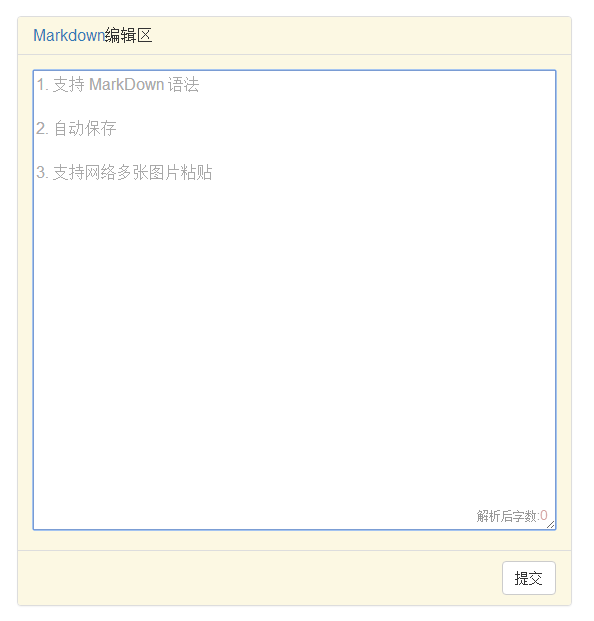 Markdown编辑区
1. 支持 MarkDown 语法
2. 自动保存
3. 支持网络多张图片粘贴
解析后字数:0
提交